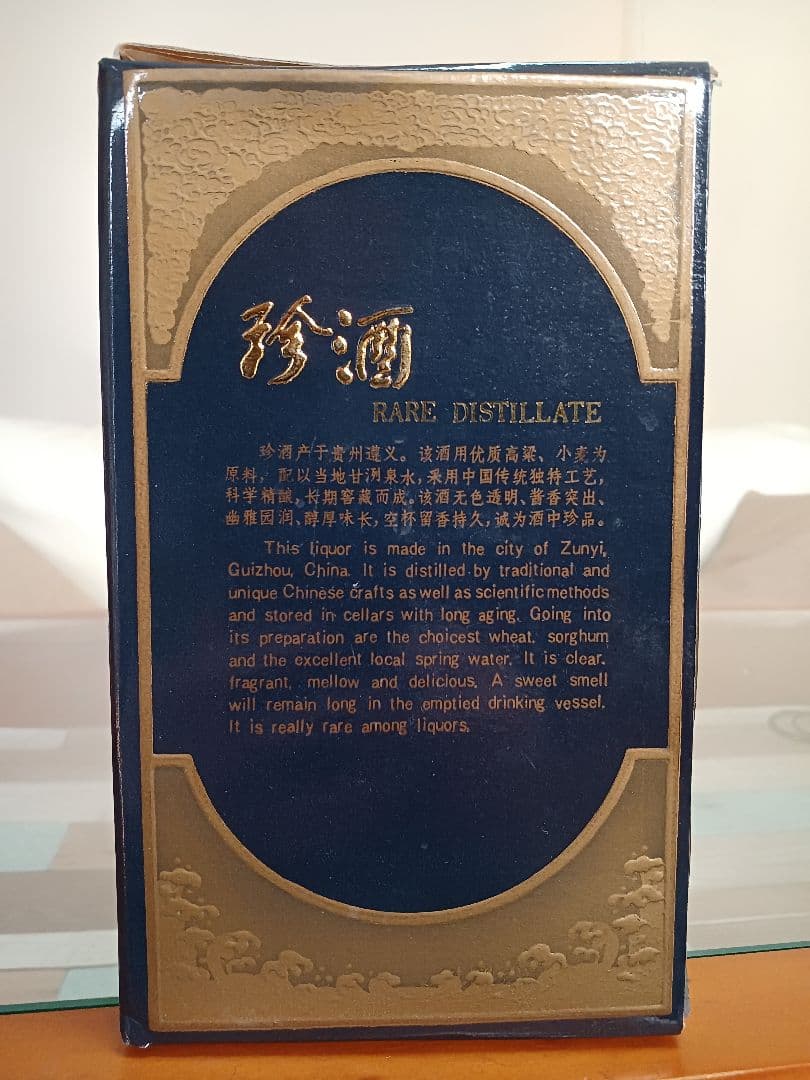 珍酒
RARE DISTILLATE
珍酒产于贵州遵义。该酒用优质高粱、小麦为
原料，配以当地甘洌泉水，采用中国传统独特工艺，
科学精酿、长期窖藏而成。该酒无色透明、酱香突出、
幽雅园润、醇厚味长，空杯留香持久，诚为酒中珍品。
This liquor is made in the city of Zunyi,
Guizhou, China. It is distilled by traditional and
unique Chinese crafts as well as scientific methods
and stored in cellars with long aging. Going into
its preparation are the choicest wheat, sorghum
and the excellent local spring water. It is clear,
fragrant, mellow and delicious. A sweet smell
will remain long in the emptied drinking vessel.
It is really rare among liquors.